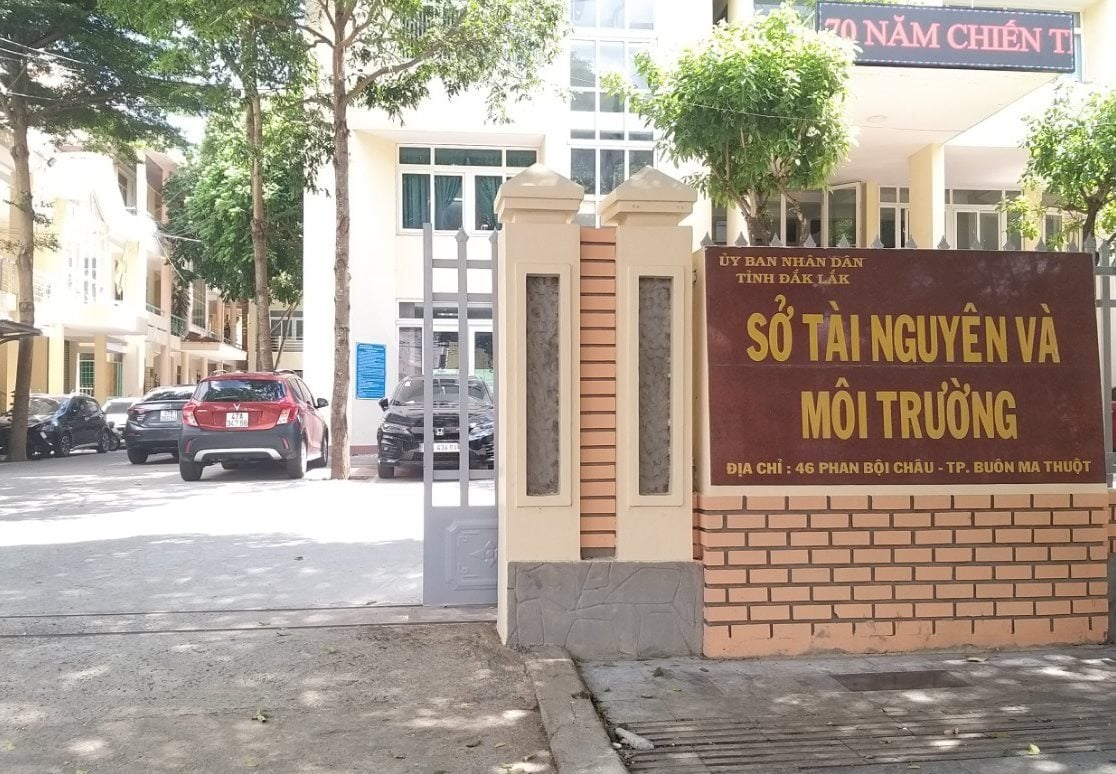 70 NĂM CHIẾN T
ỦY BAN NHÂN DÂN
TỈNH ĐẮK LẮK
SỞ TÀI NGUYÊN VÀ
MÔI TRƯỜNG
ĐỊA CHỈ : 46 PHAN BỘI CHÂU - TP. BUÔN MA THUỘT
47A